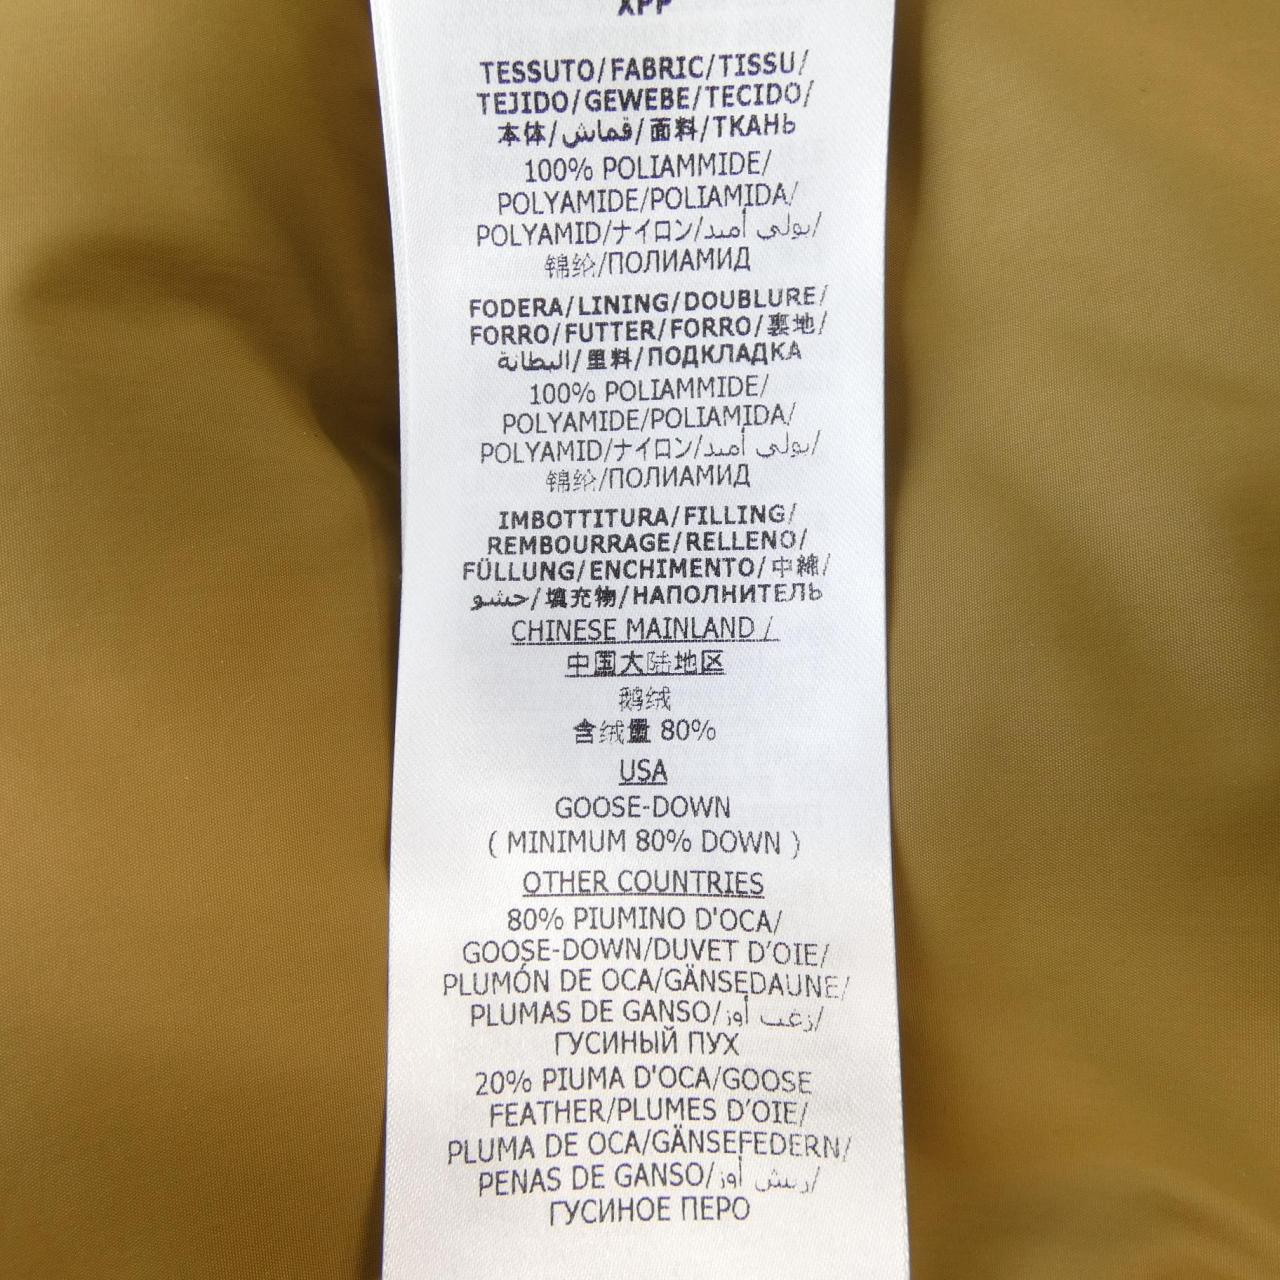 XPP
TESSUTO/FABRIC/TISSU/
TEJIDO/GEWEBE/TECIDO/
本体/قماش/面料/ТКАНЬ
100% POLIAMMIDE/
POLYAMIDE/POLIAMIDA/
POLYAMID/ナイロン/بولي أميد/
锦纶/ПОЛИАМИД
FODERA/LINING/DOUBLURE/
FORRO/FUTTER/FORRO/裏地/
البطانة/里料/ПОДКЛАДКА
100% POLIAMMIDE/
POLYAMIDE/POLIAMIDA/
POLYAMID/ナイロン/بولي أميد/
锦纶/ПОЛИАМИД
IMBOTTITURA/FILLING/
REMBOURRAGE/RELLENO/
FÜLLUNG/ENCHIMENTO/中綿/
حشو/填充物/НАПОЛНИТЕЛЬ
CHINESE MAINLAND /
中国大陆地区
鹅绒
含绒量 80%
USA
GOOSE-DOWN
( MINIMUM 80% DOWN )
OTHER COUNTRIES
80% PIUMINO D'OCA/
GOOSE-DOWN/DUVET D'OIE/
PLUMÓN DE OCA/GÄNSEDAUNE/
PLUMAS DE GANSO/زغب أوز/
ГУСИНЫЙ ПУХ
20% PIUMA D'OCA/GOOSE
FEATHER/PLUMES D'OIE/
PLUMA DE OCA/GÄNSEFEDERN/
PENAS DE GANSO/ريش أوز/
ГУСИНОЕ ПЕРО